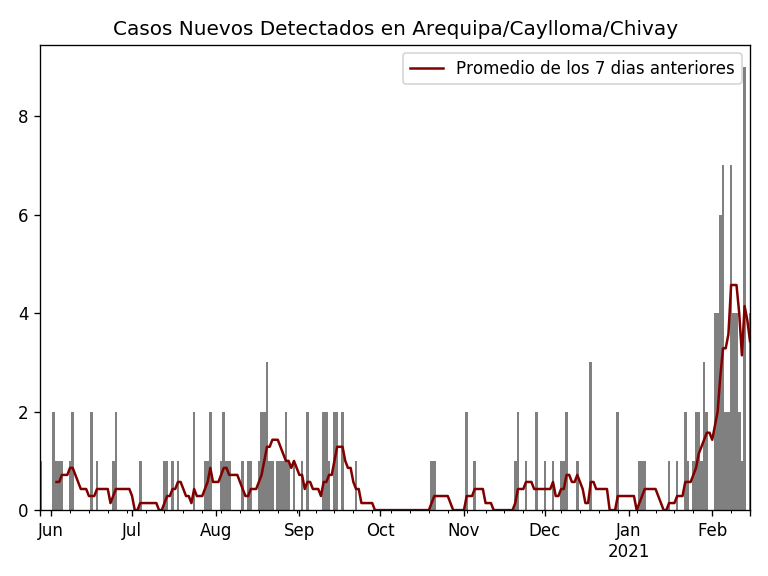 Casos Nuevos Detectados en Arequipa/Caylloma/Chivay
Promedio de los 7 dias anteriores
8
6
4
2
0
Jun Jul Aug Sep Oct Nov Dec Jan Feb
2021